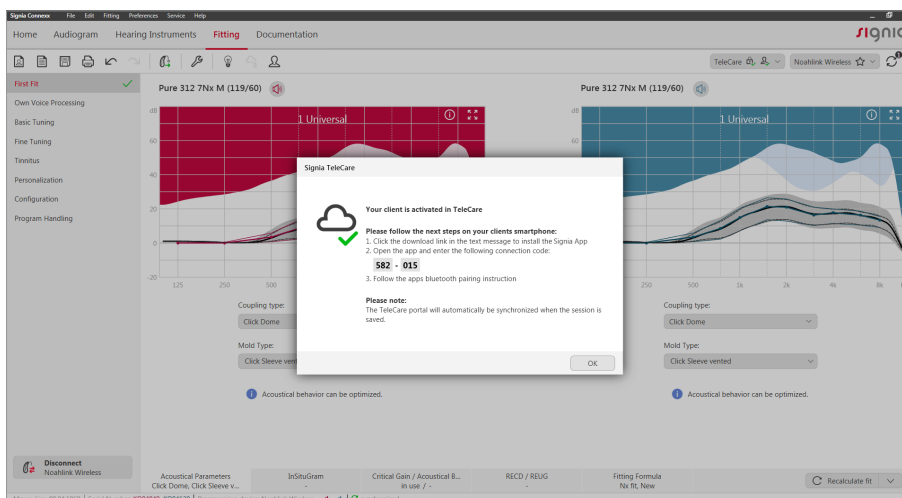 Signia Connexx File Edit Fitting Preferences Service Help
Home Audiogram Hearing Instruments Fitting Documentation
TeleCare Noahlink Wireless
First Fit
Own Voice Processing
Basic Tuning
Fine Tuning
Tinnitus
Personalization
Configuration
Program Handling
Pure 312 7Nx M (119/60)
Pure 312 7Nx M (119/60)
dB
1 Universal
60
40
20
0
-20
125 250 500
dB
1 Universal
60
250 500 1k 2k 4k 8k
Signia TeleCare
Your client is activated in TeleCare
Please follow the next steps on your clients smartphone:
1. Click the download link in the text message to install the Signia App
2. Open the app and enter the following connection code:
582 - 015
3. Follow the apps bluetooth pairing instruction
Please note:
The TeleCare portal will automatically be synchronized when the session is
saved.
OK
Coupling type:
Click Dome
Mold Type:
Click Sleeve vent
Acoustical behavior can be optimized.
Coupling type:
Click Dome
Mold Type:
Click Sleeve vented
Acoustical behavior can be optimized.
Disconnect
Noahlink Wireless
Acoustical Parameters
Click Dome, Click Sleeve v...
InSituGram
-
Critical Gain / Acoustical B...
in use / -
RECD / REUG
-
Fitting Formula
Nx fit, New
Recalculate fit